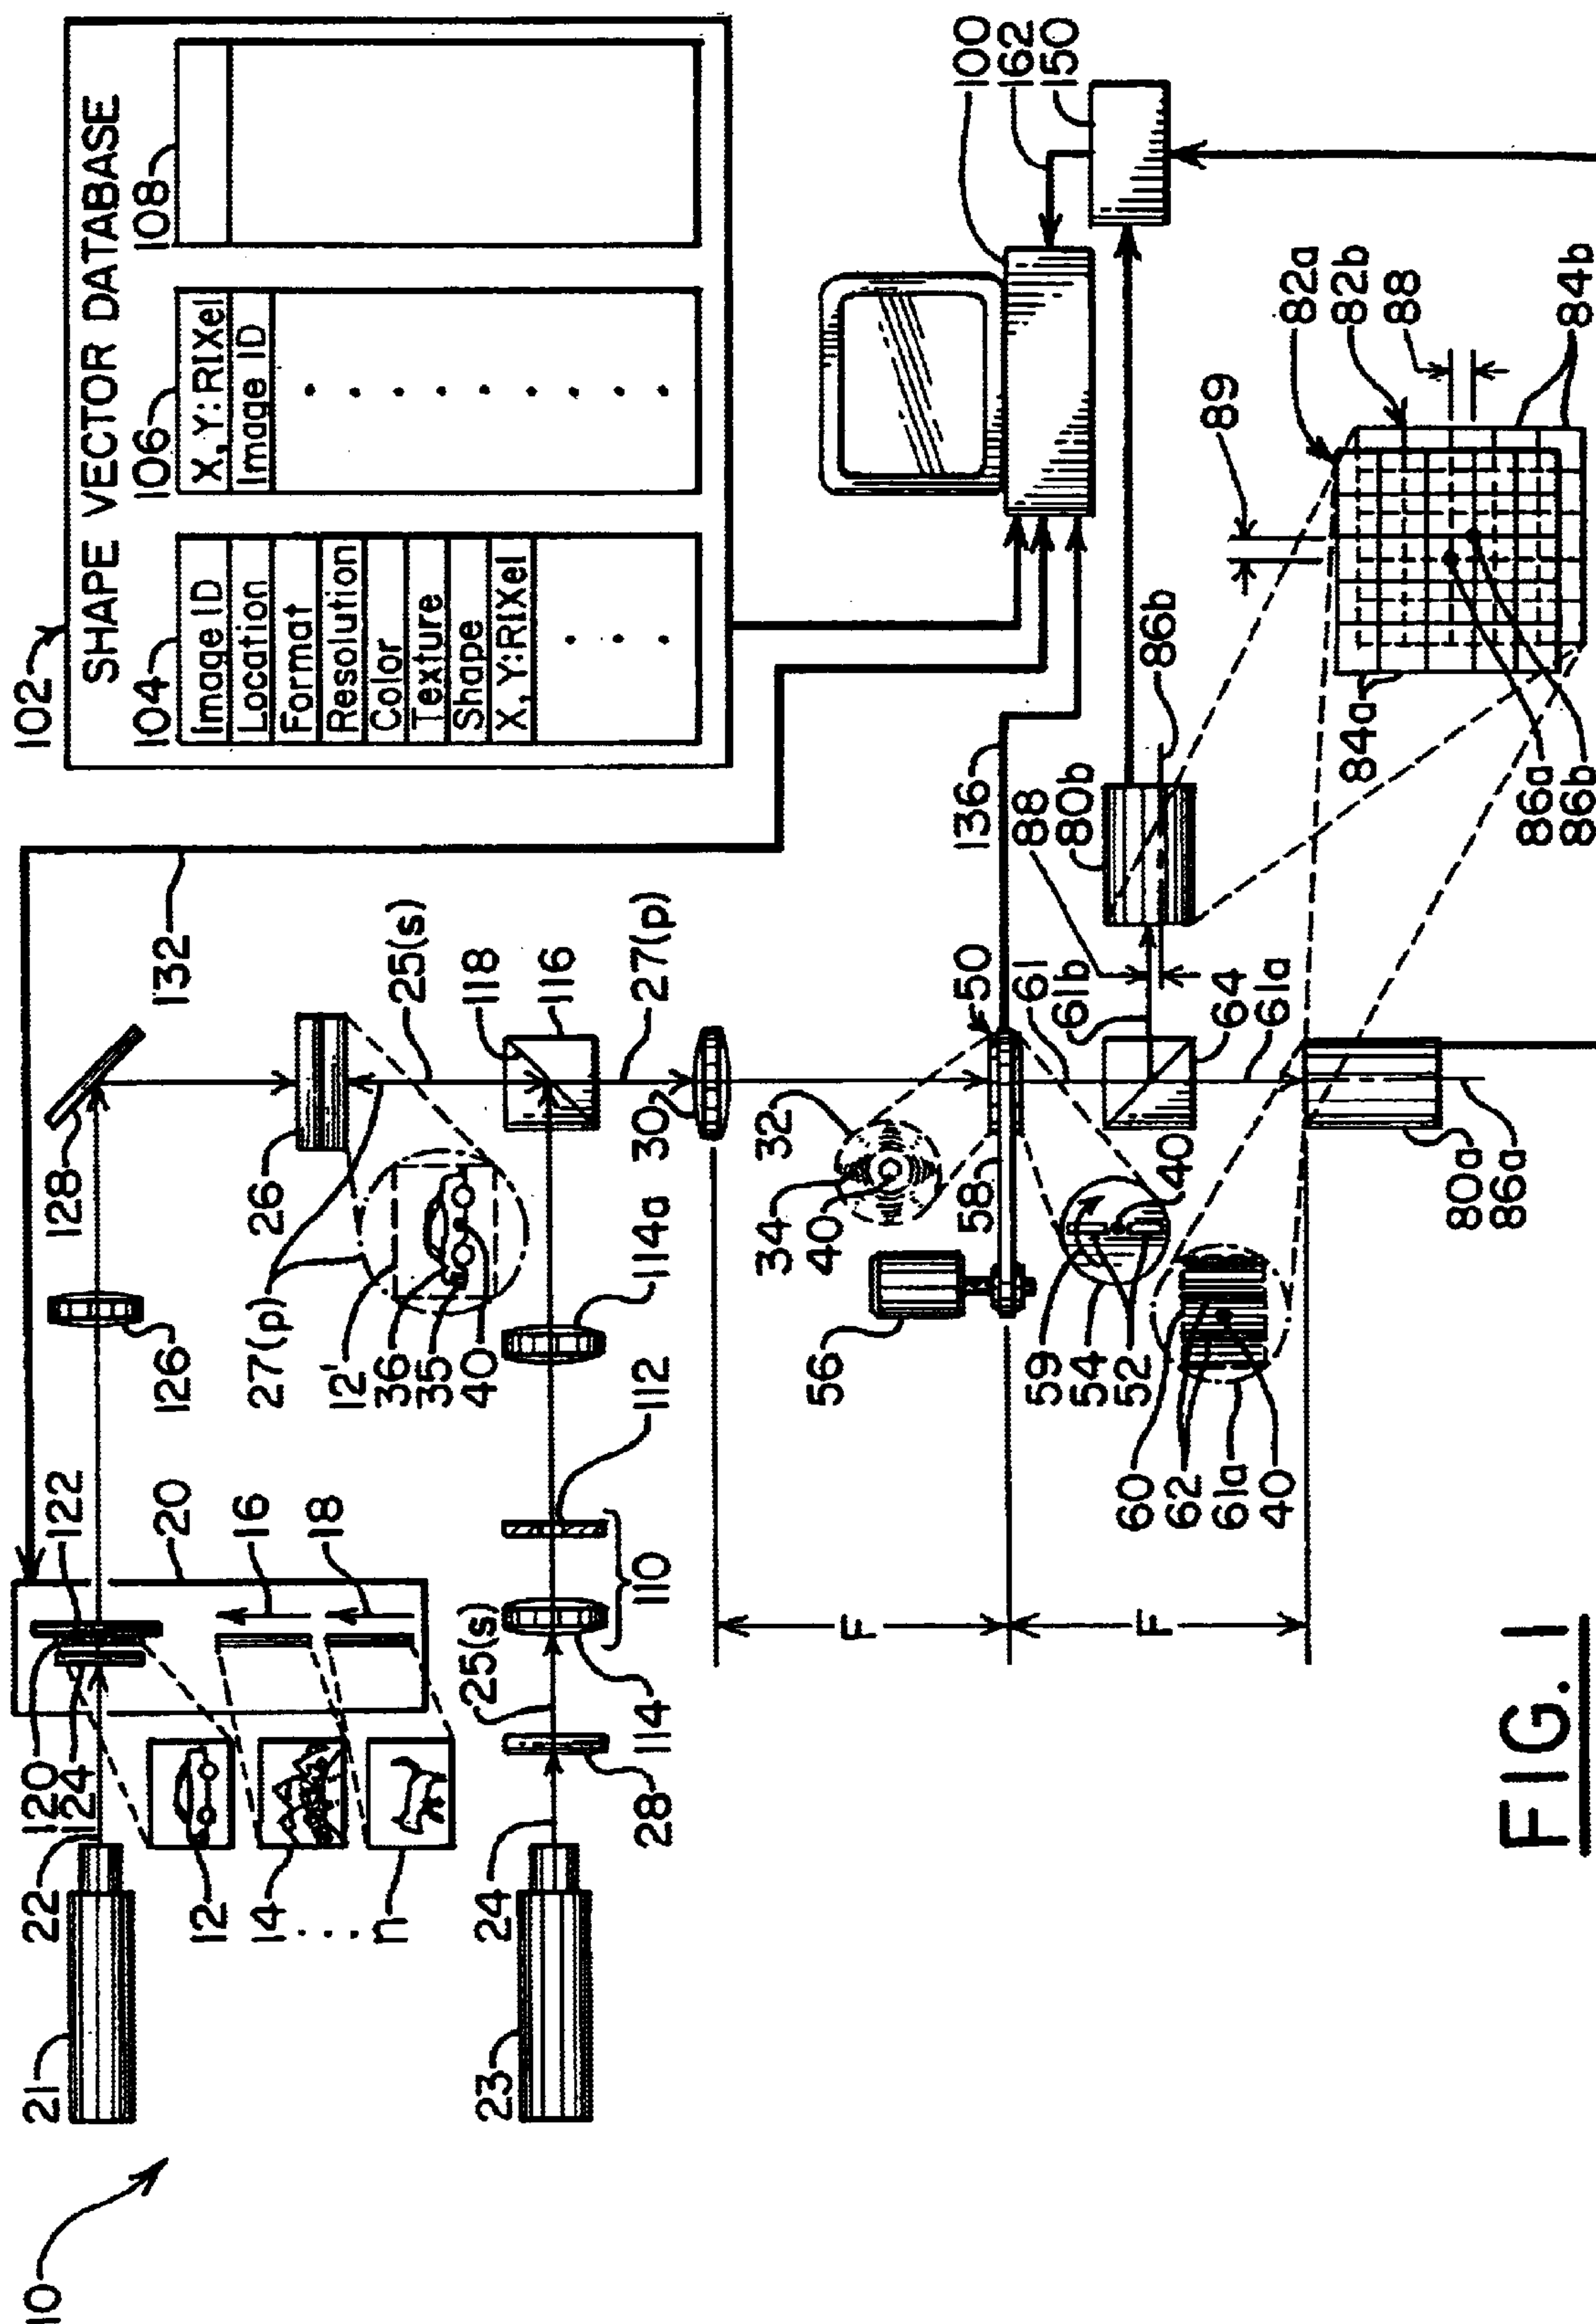 10
102
SHAPE VECTOR DATABASE
104
Image ID
Location
Format
Resolution
Color
Texture
Shape
X, Y:RIXel
106
X, Y: RIXel
Image ID
108
21
22
120
124
122
20
16
18
12
14
...
n
126
128
132
26
27(p)
12'
36
35
40
25(s)
118
116
27(p)
23
24
28
25(s)
114
110
112
114a
30
F
F
34
32
40
56
58
50
136
59
54
52
40
61
61b
88
80b
86b
64
61a
60
62
61a
40
80a
86a
100
162
150
89
82a
82b
88
84b
84a
86a
86b
FIG. 1